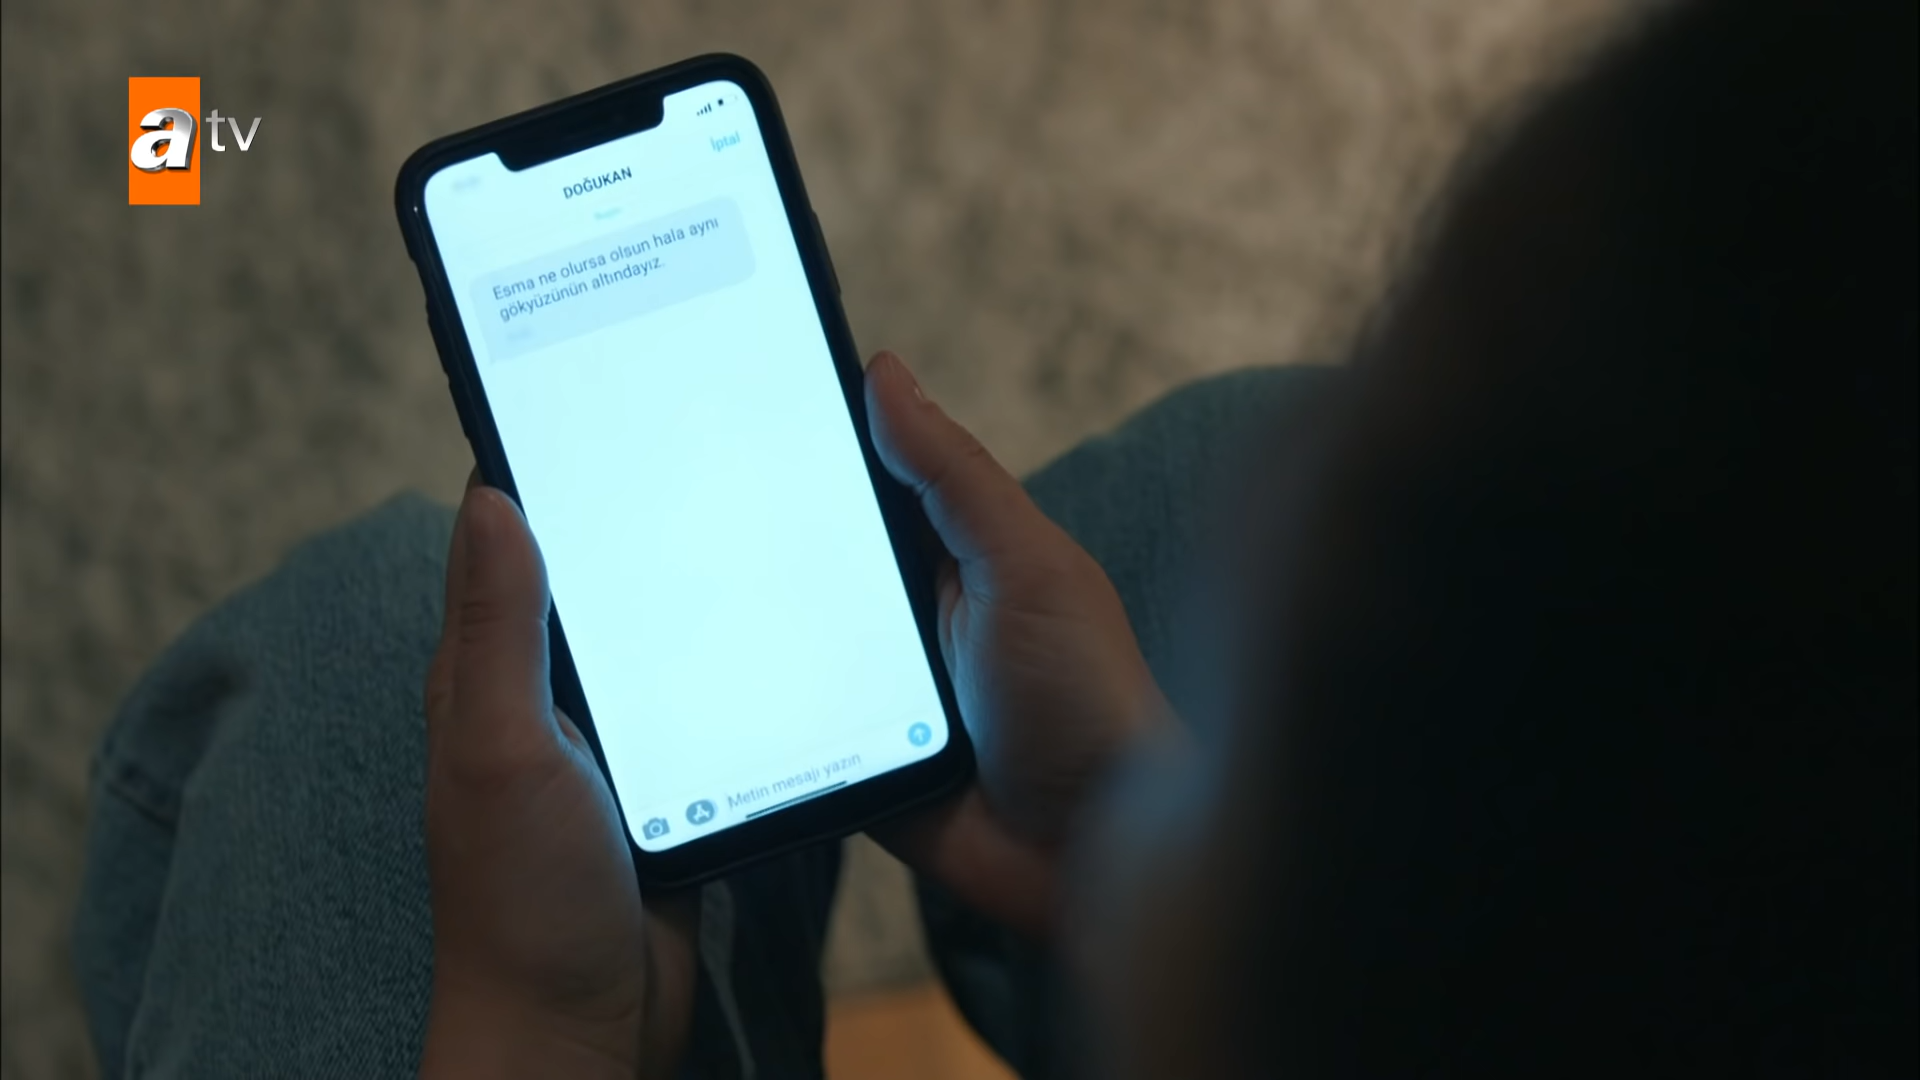 atv
İptal
DOĞUKAN
Esma ne olursa olsun hala aynı
gökyüzünün altındayız.
Metin mesajı yazın